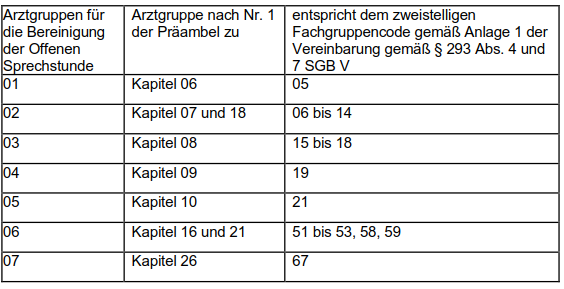 Arztgruppen für
die Bereinigung
der Offenen
Sprechstunde
Arztgruppe nach Nr. 1
der Präambel zu
entspricht dem zweistelligen
Fachgruppencode gemäß Anlage 1 der
Vereinbarung gemäß § 293 Abs. 4 und
7 SGB V
01 Kapitel 06 05
02 Kapitel 07 und 18 06 bis 14
03 Kapitel 08 15 bis 18
04 Kapitel 09 19
05 Kapitel 10 21
06 Kapitel 16 und 21 51 bis 53, 58, 59
07 Kapitel 26 67